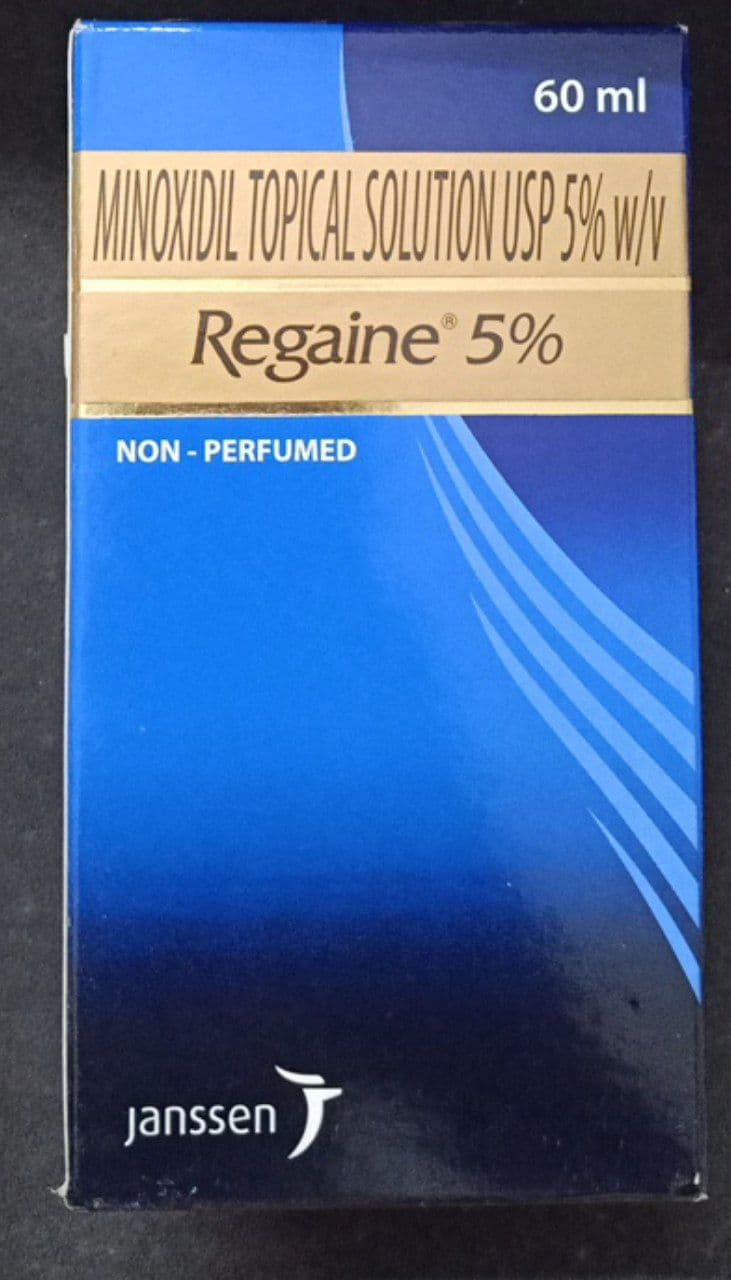 60 ml
MINOXIDIL TOPICAL SOLUTION USP 5% w/v
Regaine® 5%
NON - PERFUMED
janssen